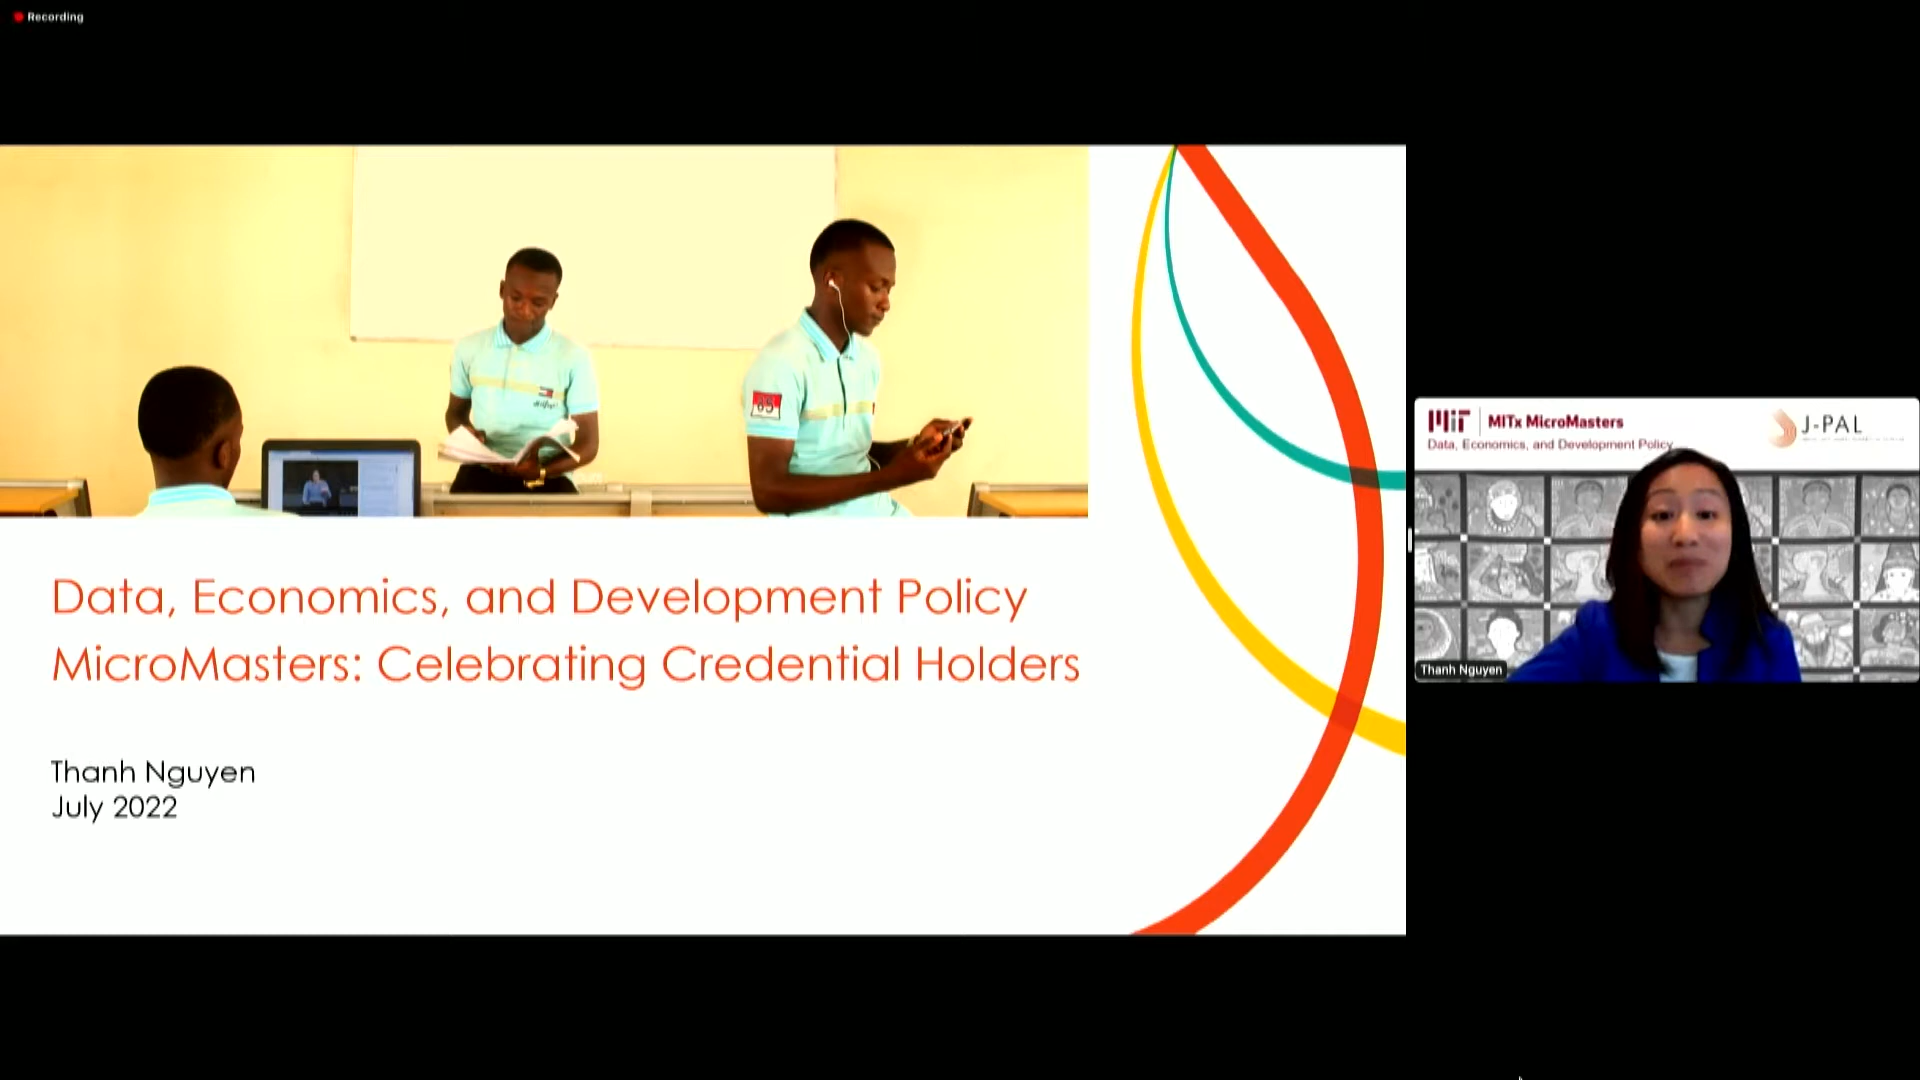 Recording
Data, Economics, and Development Policy
MicroMasters: Celebrating Credential Holders
Thanh Nguyen
July 2022
MIT
MITx MicroMasters
Data, Economics, and Development Policy
J-PAL
Thanh Nguyen